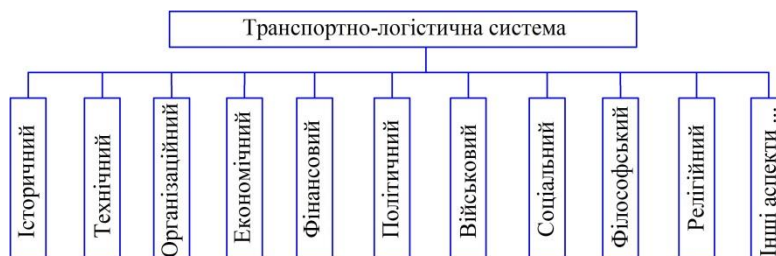 Транспортно-логістична система
Історичний
Технічний
Організаційний
Економічний
Фінансовий
Політичний
Військовий
Соціальний
Філософський
Релігійний
Інші аспекти ...